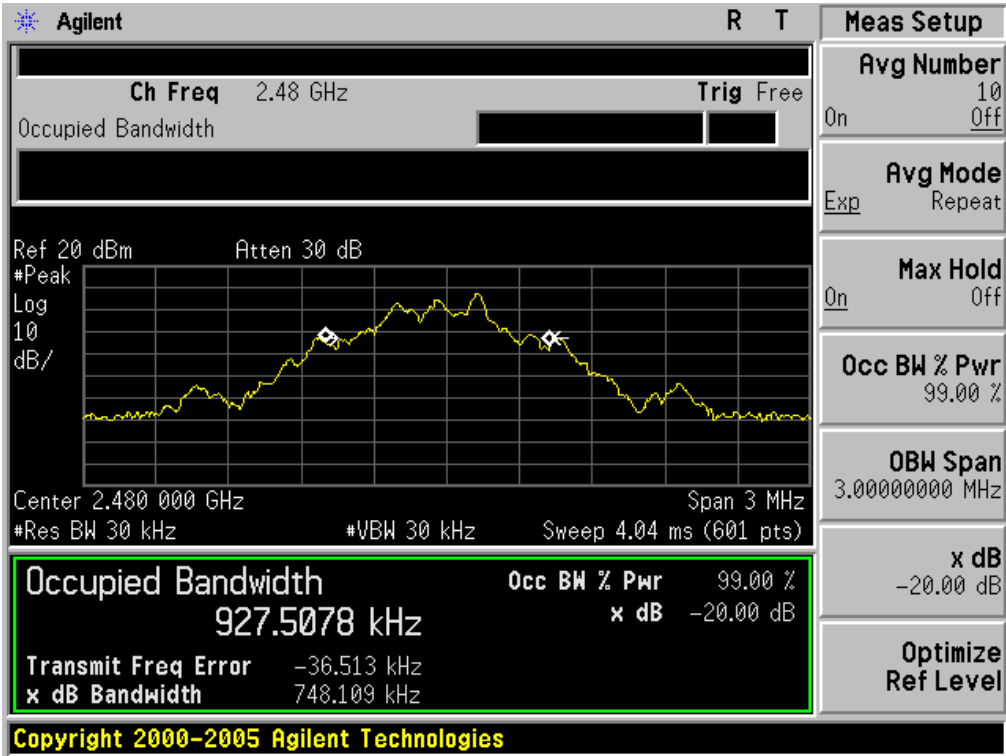 Agilent R T
Ch Freq 2.48 GHz Trig Free
Occupied Bandwidth
Ref 20 dBm Atten 30 dB
#Peak
Log
10
dB/
Center 2.480 000 GHz Span 3 MHz
#Res BW 30 kHz #VBW 30 kHz Sweep 4.04 ms (601 pts)
Occupied Bandwidth
927.5078 kHz
Occ BW % Pwr 99.00 %
x dB -20.00 dB
Transmit Freq Error -36.513 kHz
x dB Bandwidth 748.109 kHz
Copyright 2000-2005 Agilent Technologies
Meas Setup
Avg Number
10
On Off
Avg Mode
Exp Repeat
Max Hold
On Off
Occ BW % Pwr
99.00 %
OBW Span
3.00000000 MHz
x dB
-20.00 dB
Optimize
Ref Level